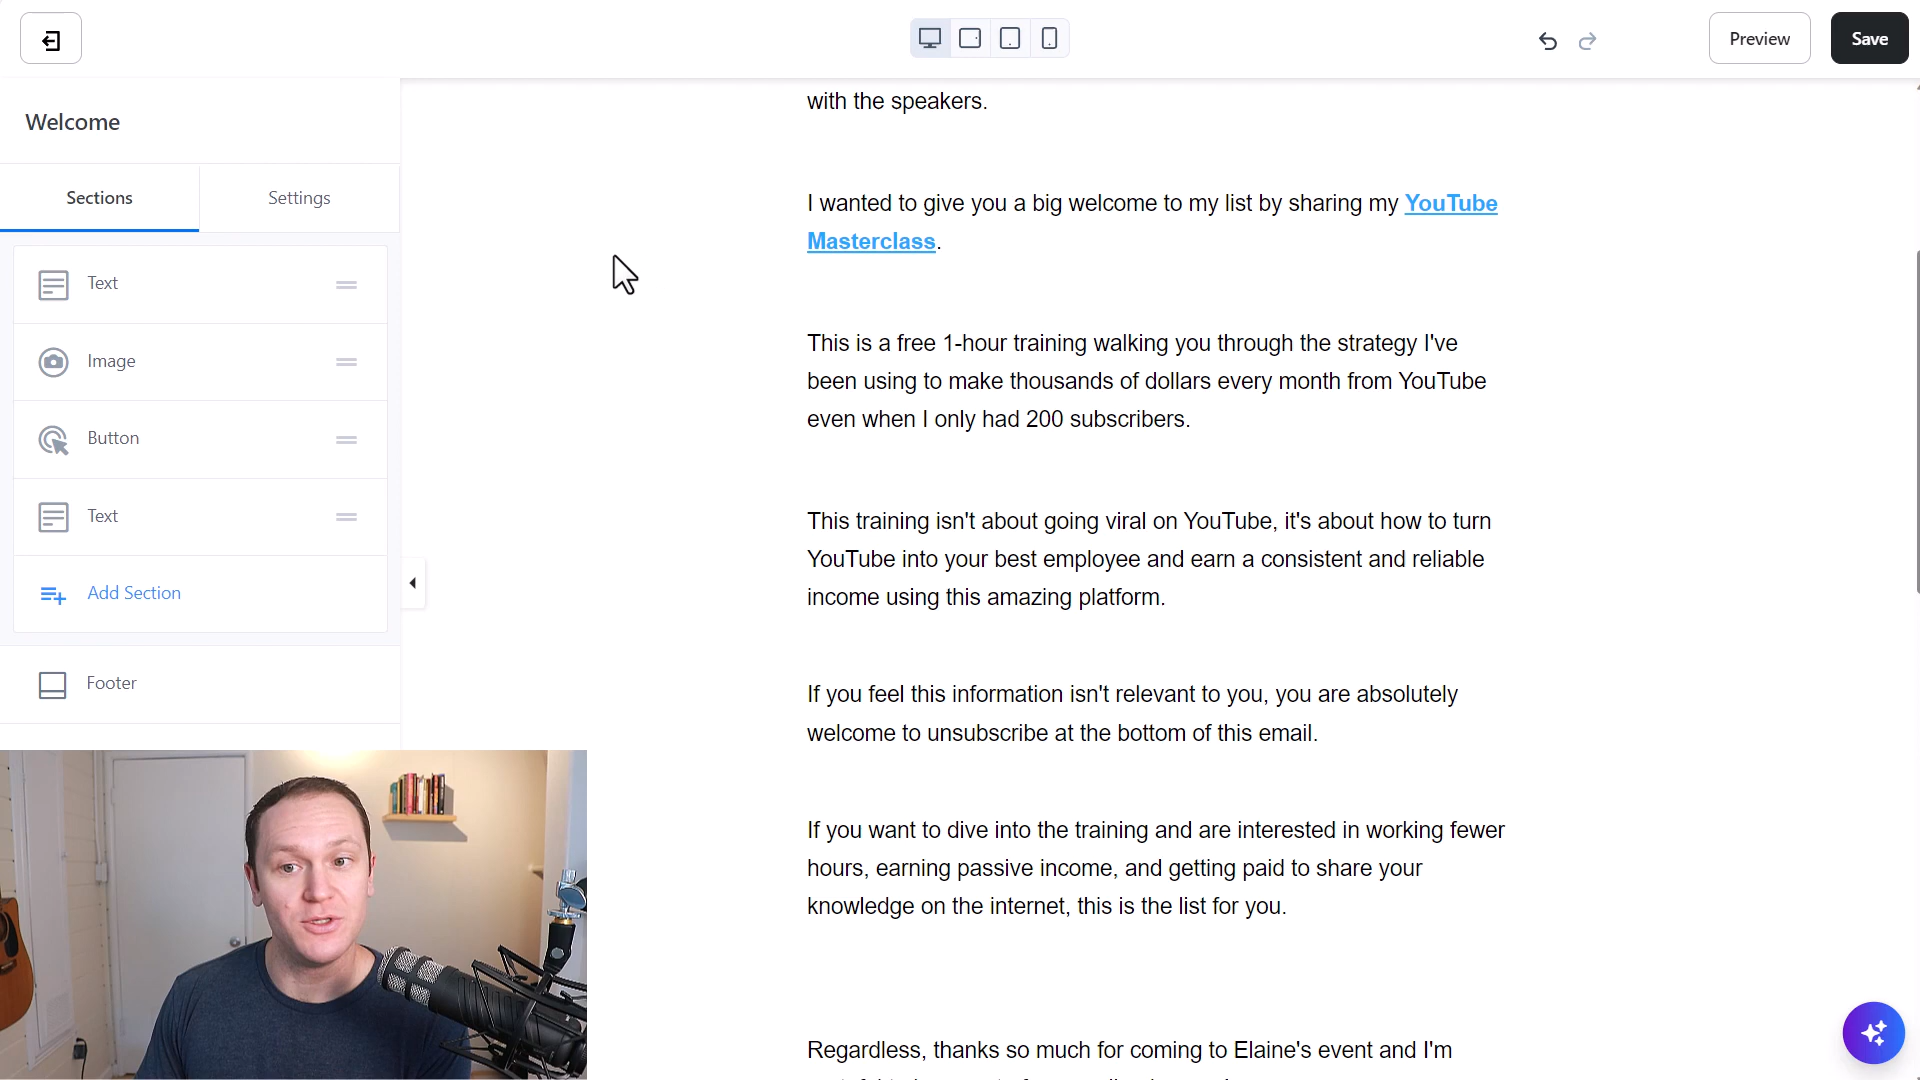 Preview
Save
Welcome
Sections
Settings
Text
Image
Button
Text
Add Section
Footer
with the speakers.
I wanted to give you a big welcome to my list by sharing my YouTube
Masterclass.
This is a free 1-hour training walking you through the strategy I've
been using to make thousands of dollars every month from YouTube
even when I only had 200 subscribers.
This training isn't about going viral on YouTube, it's about how to turn
YouTube into your best employee and earn a consistent and reliable
income using this amazing platform.
If you feel this information isn't relevant to you, you are absolutely
welcome to unsubscribe at the bottom of this email.
If you want to dive into the training and are interested in working fewer
hours, earning passive income, and getting paid to share your
knowledge on the internet, this is the list for you.
Regardless, thanks so much for coming to Elaine's event and I'm